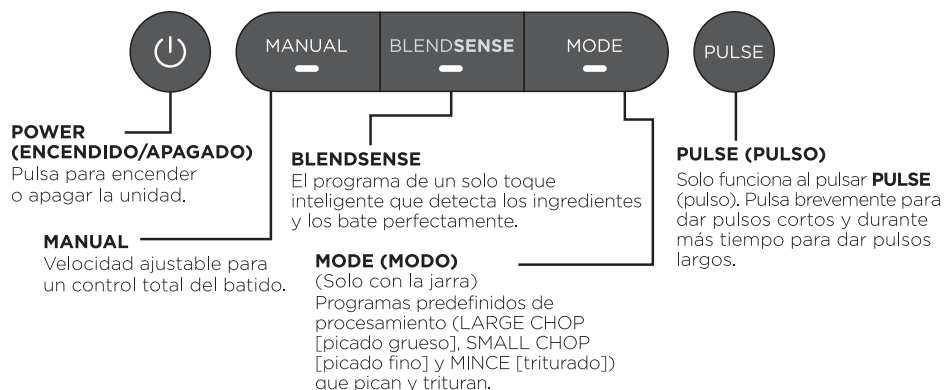 MANUAL
BLENDSENSE
MODE
PULSE
POWER
(ENCENDIDO/APAGADO)
Pulsa para encender
o apagar la unidad.
MANUAL
Velocidad ajustable para
un control total del batido.
BLENDSENSE
El programa de un solo toque
inteligente que detecta los ingredientes
y los bate perfectamente.
MODE (MODO)
(Solo con la jarra)
Programas predefinidos de
procesamiento (LARGE CHOP
[picado grueso], SMALL CHOP
[picado fino] y MINCE [triturado])
que pican y trituran.
PULSE (PULSO)
Solo funciona al pulsar PULSE
(pulso). Pulsa brevemente para
dar pulsos cortos y durante
más tiempo para dar pulsos
largos.